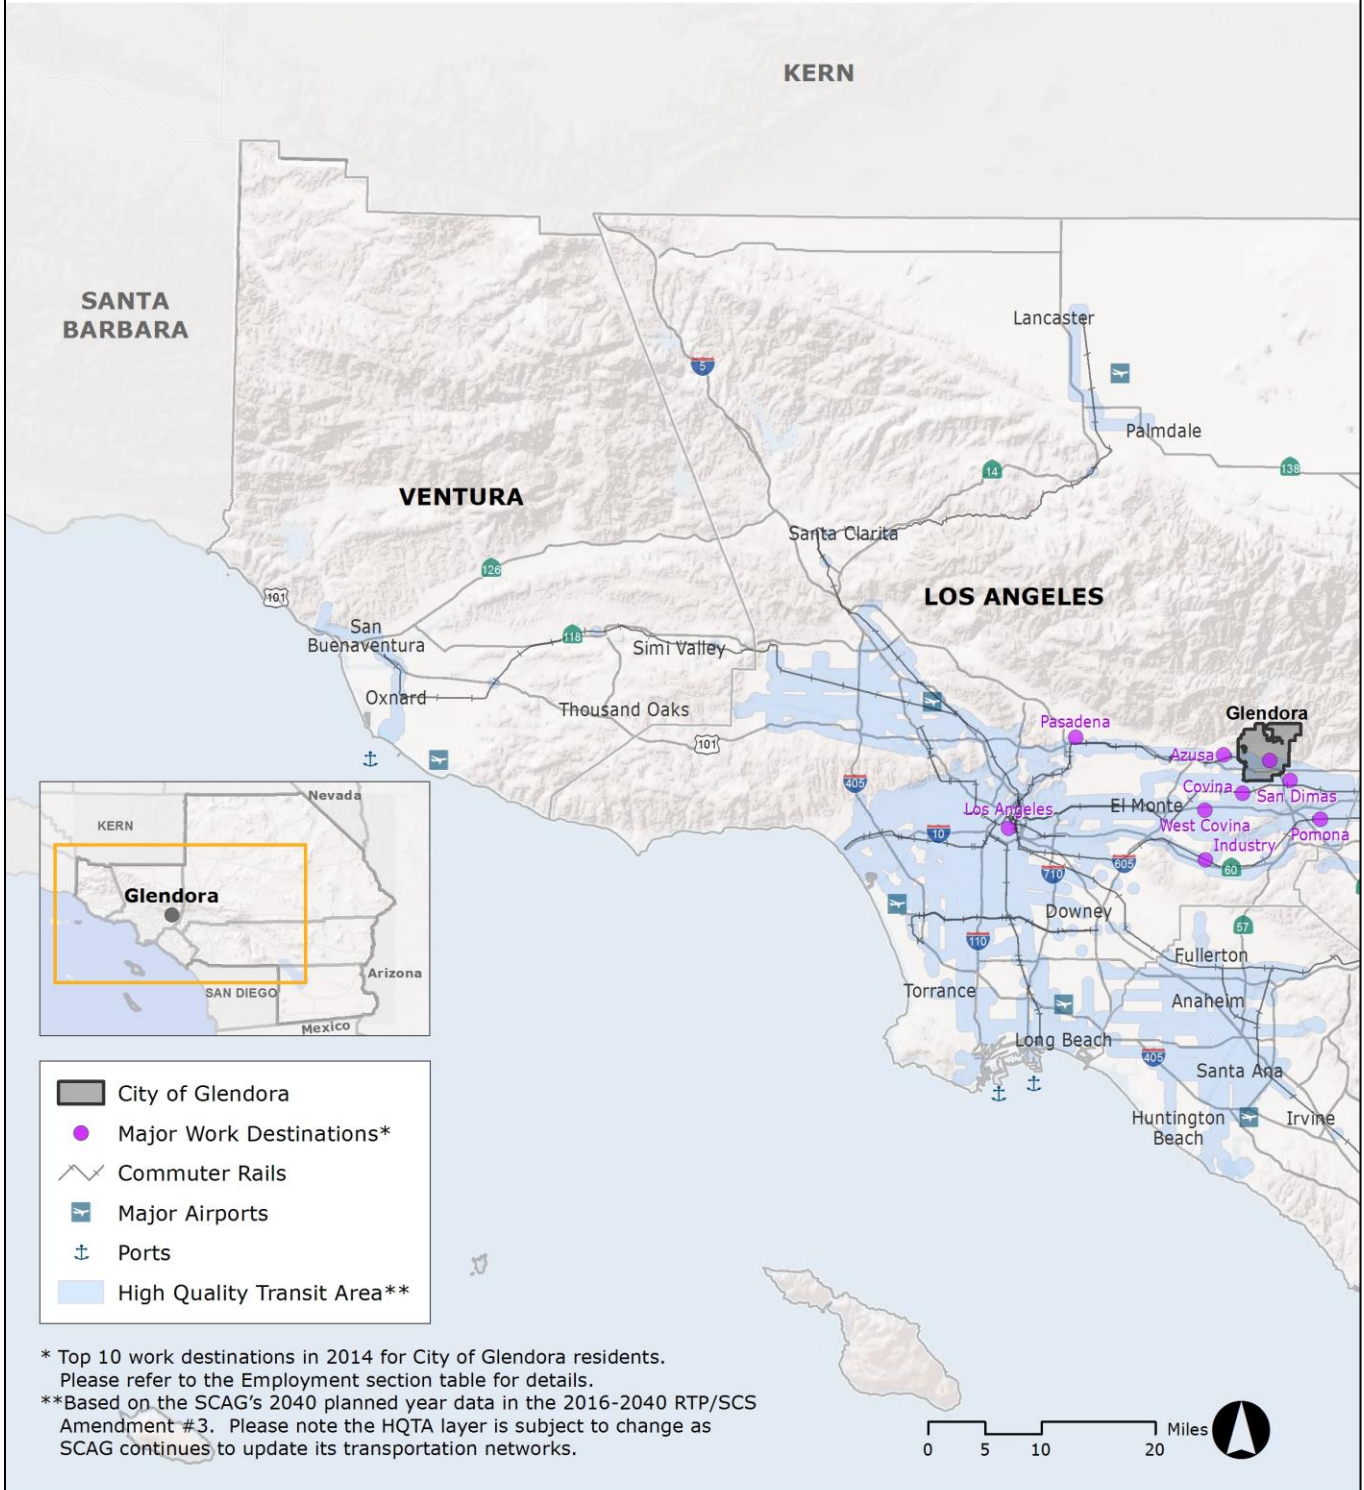 KERN
SANTA
BARBARA
Lancaster
5
Palmdale
14
138
VENTURA
Santa Clarita
126
LOS ANGELES
101
San
Buenaventura
118
Simi Valley
Oxnard
Thousand Oaks
101
Pasadena
Glendora
Azusa
405
Covina
San Dimas
Los Angeles
El Monte
West Covina
Pomona
10
Industry
605
60
710
Downey
57
110
Fullerton
Torrance
Anaheim
Long Beach
405
Santa Ana
Huntington
Beach
Irvine
Nevada
KERN
Glendora
Arizona
SAN DIEGO
Mexico
City of Glendora
Major Work Destinations*
Commuter Rails
Major Airports
Ports
High Quality Transit Area**
* Top 10 work destinations in 2014 for City of Glendora residents.
Please refer to the Employment section table for details.
**Based on the SCAG's 2040 planned year data in the 2016-2040 RTP/SCS
Amendment #3. Please note the HQTA layer is subject to change as
SCAG continues to update its transportation networks.
Miles
0 5 10 20